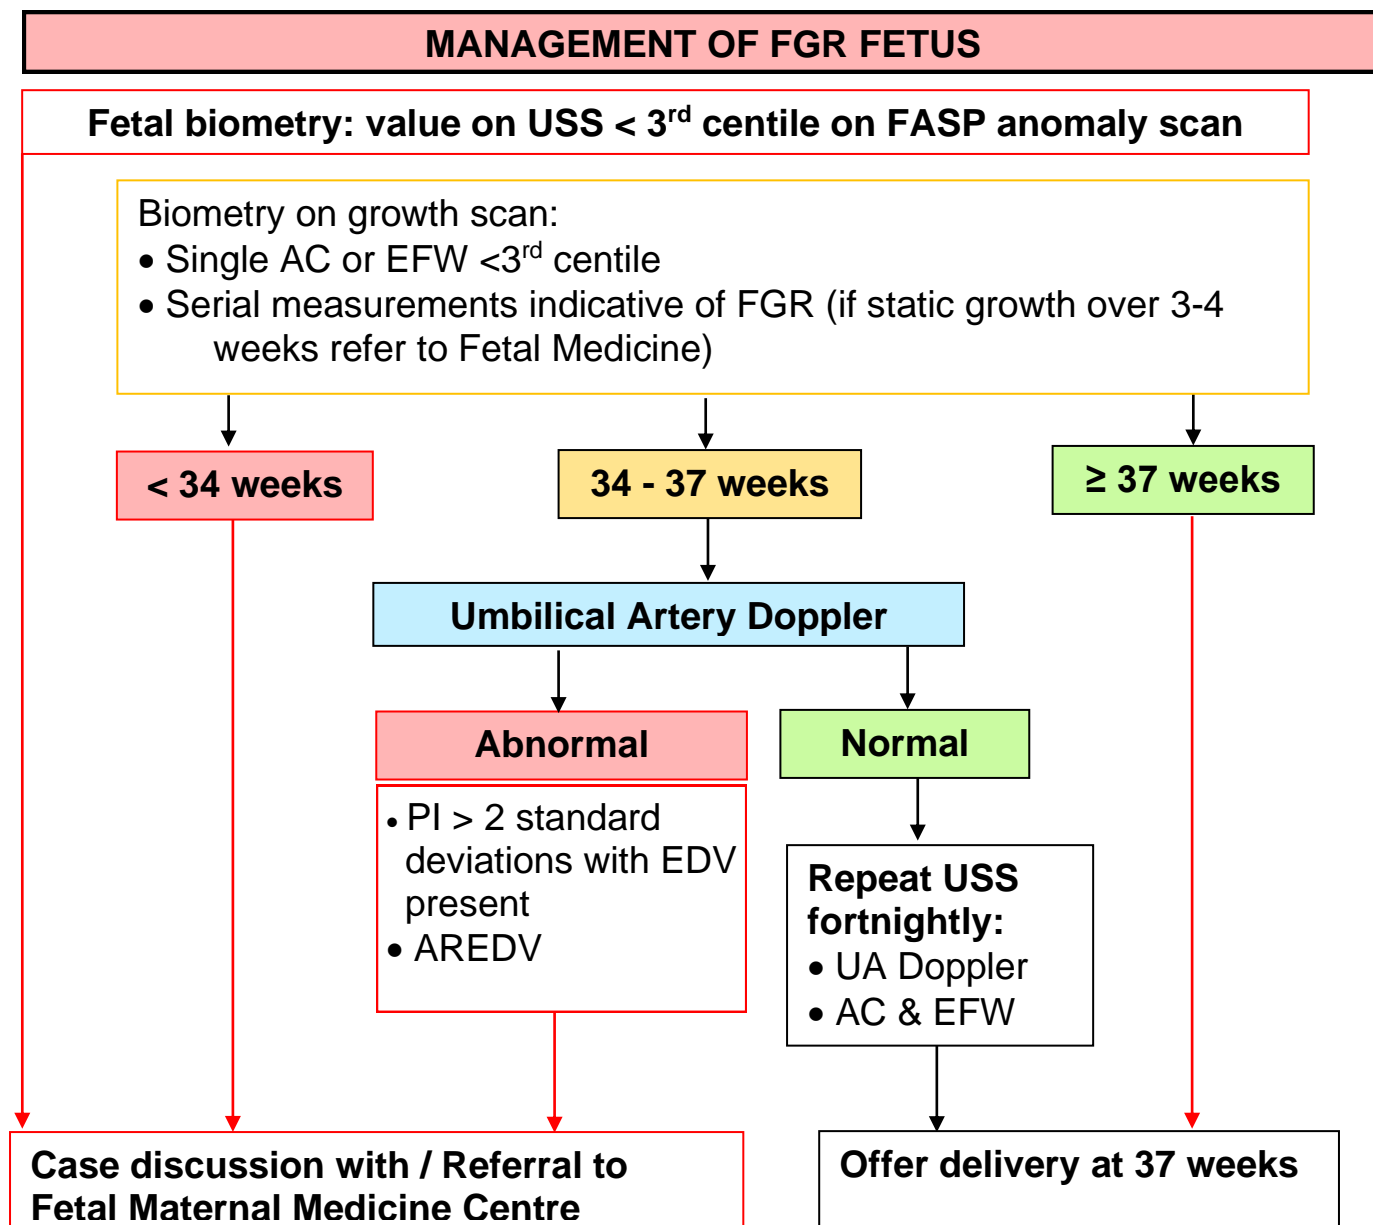 MANAGEMENT OF FGR FETUS
Fetal biometry: value on USS < 3rd centile on FASP anomaly scan
Biometry on growth scan:
• Single AC or EFW <3rd centile
• Serial measurements indicative of FGR (if static growth over 3-4
weeks refer to Fetal Medicine)
< 34 weeks
34 - 37 weeks
≥ 37 weeks
Umbilical Artery Doppler
Abnormal
• PI > 2 standard
deviations with EDV
present
• AREDV
Normal
Repeat USS
fortnightly:
• UA Doppler
• AC & EFW
Case discussion with / Referral to
Fetal Maternal Medicine Centre
Offer delivery at 37 weeks